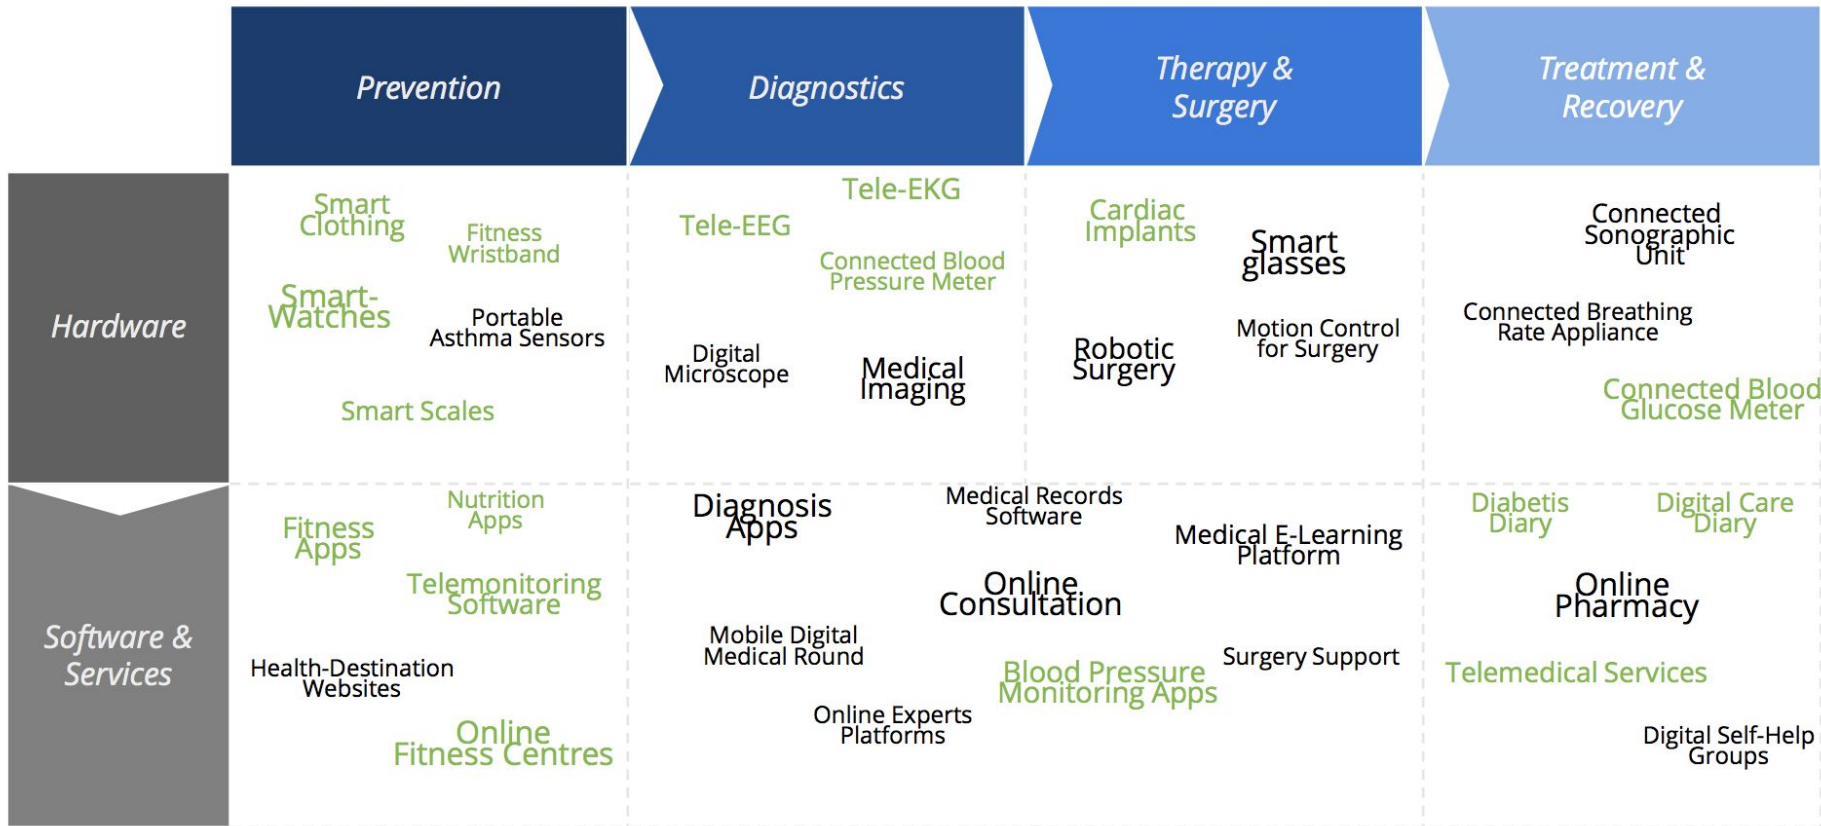 Prevention
Diagnostics
Therapy &
Surgery
Treatment &
Recovery
Hardware
Smart
Clothing
Fitness
Wristband
Smart-
Watches
Portable
Asthma Sensors
Smart Scales
Tele-EKG
Tele-EEG
Connected Blood
Pressure Meter
Digital
Microscope
Medical
Imaging
Cardiac
Implants
Smart
glasses
Robotic
Surgery
Motion Control
for Surgery
Connected
Sonographic
Unit
Connected Breathing
Rate Appliance
Connected Blood
Glucose Meter
Software &
Services
Nutrition
Apps
Fitness
Apps
Telemonitoring
Software
Health-Destination
Websites
Online
Fitness Centres
Diagnosis
Apps
Medical Records
Software
Medical E-Learning
Platform
Online
Consultation
Mobile Digital
Medical Round
Blood Pressure
Monitoring Apps
Surgery Support
Online Experts
Platforms
Diabetis
Diary
Digital Care
Diary
Online
Pharmacy
Telemedical Services
Digital Self-Help
Groups